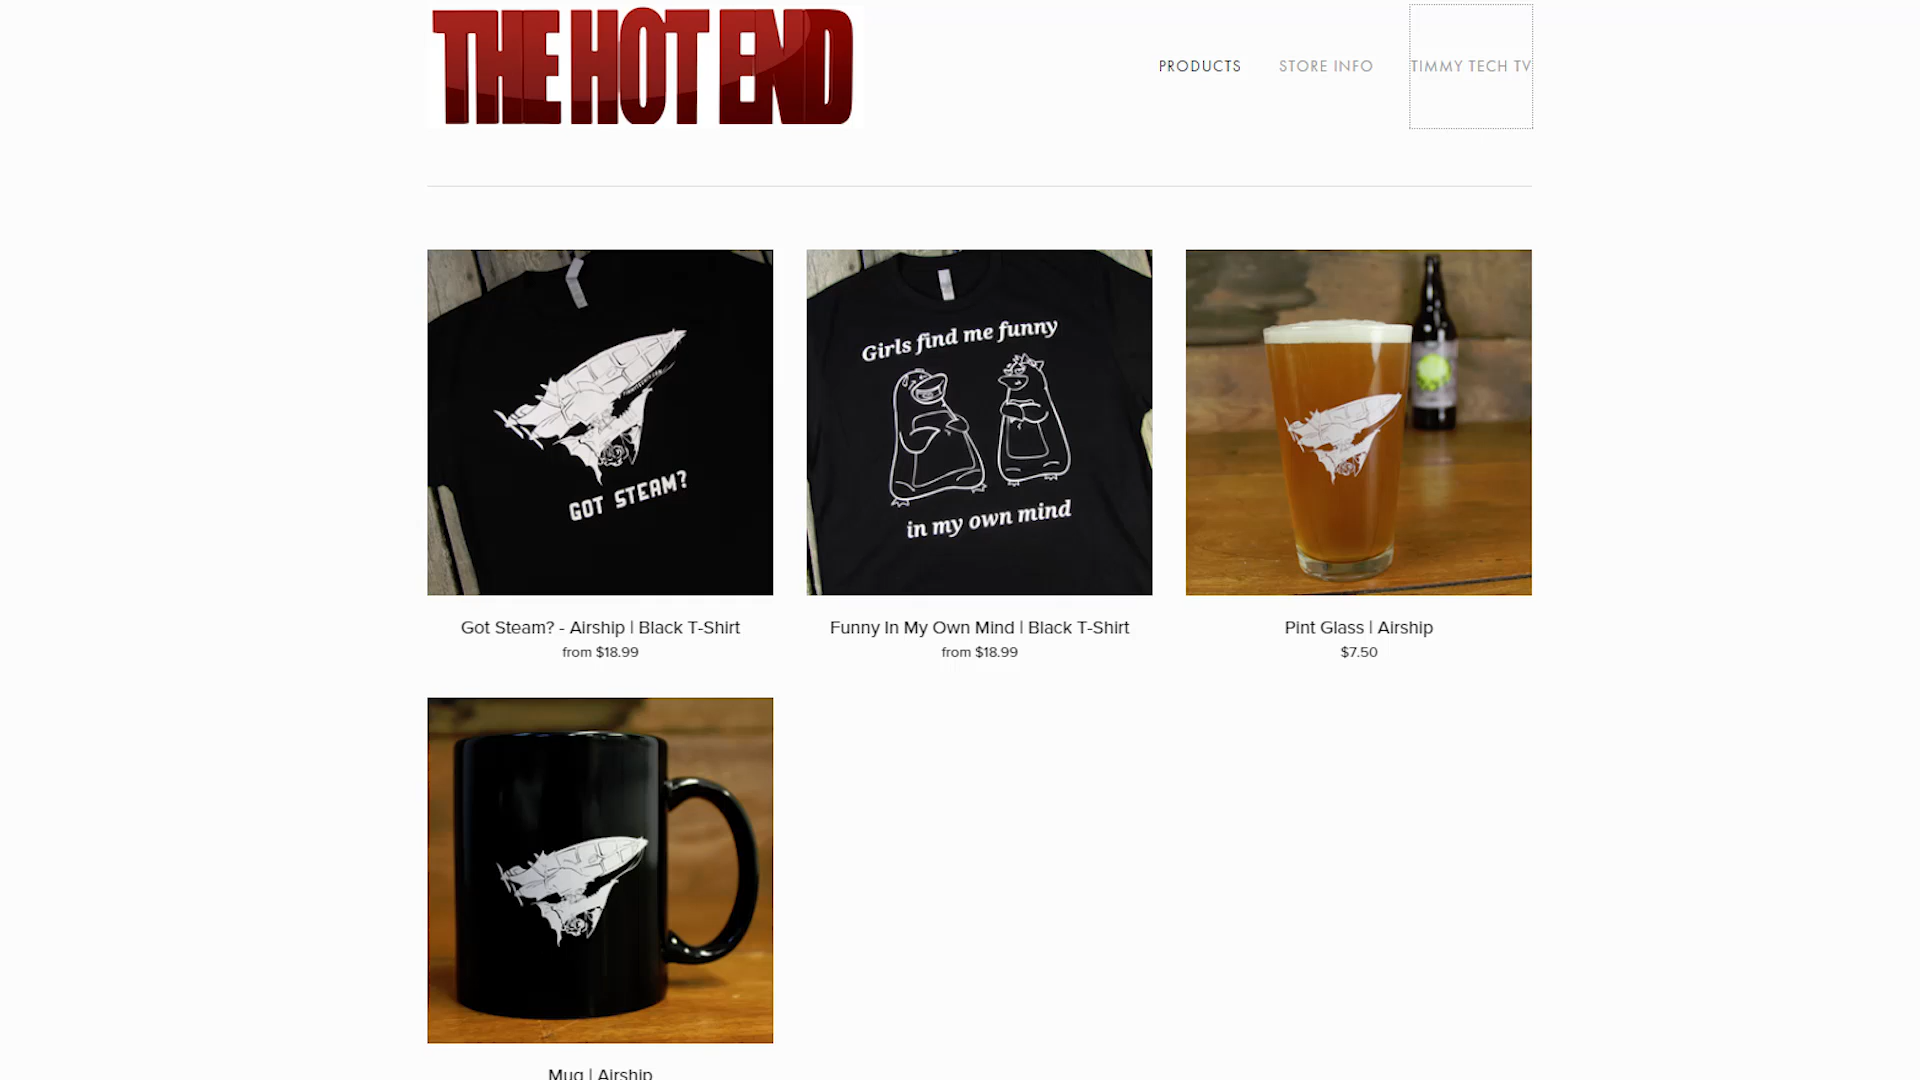 THE HOT END
PRODUCTS
STORE INFO
TIMMY TECH TV
GOT STEAM?
Girls find me funny
in my own mind
Got Steam? - Airship | Black T-Shirt
from $18.99
Funny In My Own Mind | Black T-Shirt
from $18.99
Pint Glass | Airship
$7.50
Mug | Airship